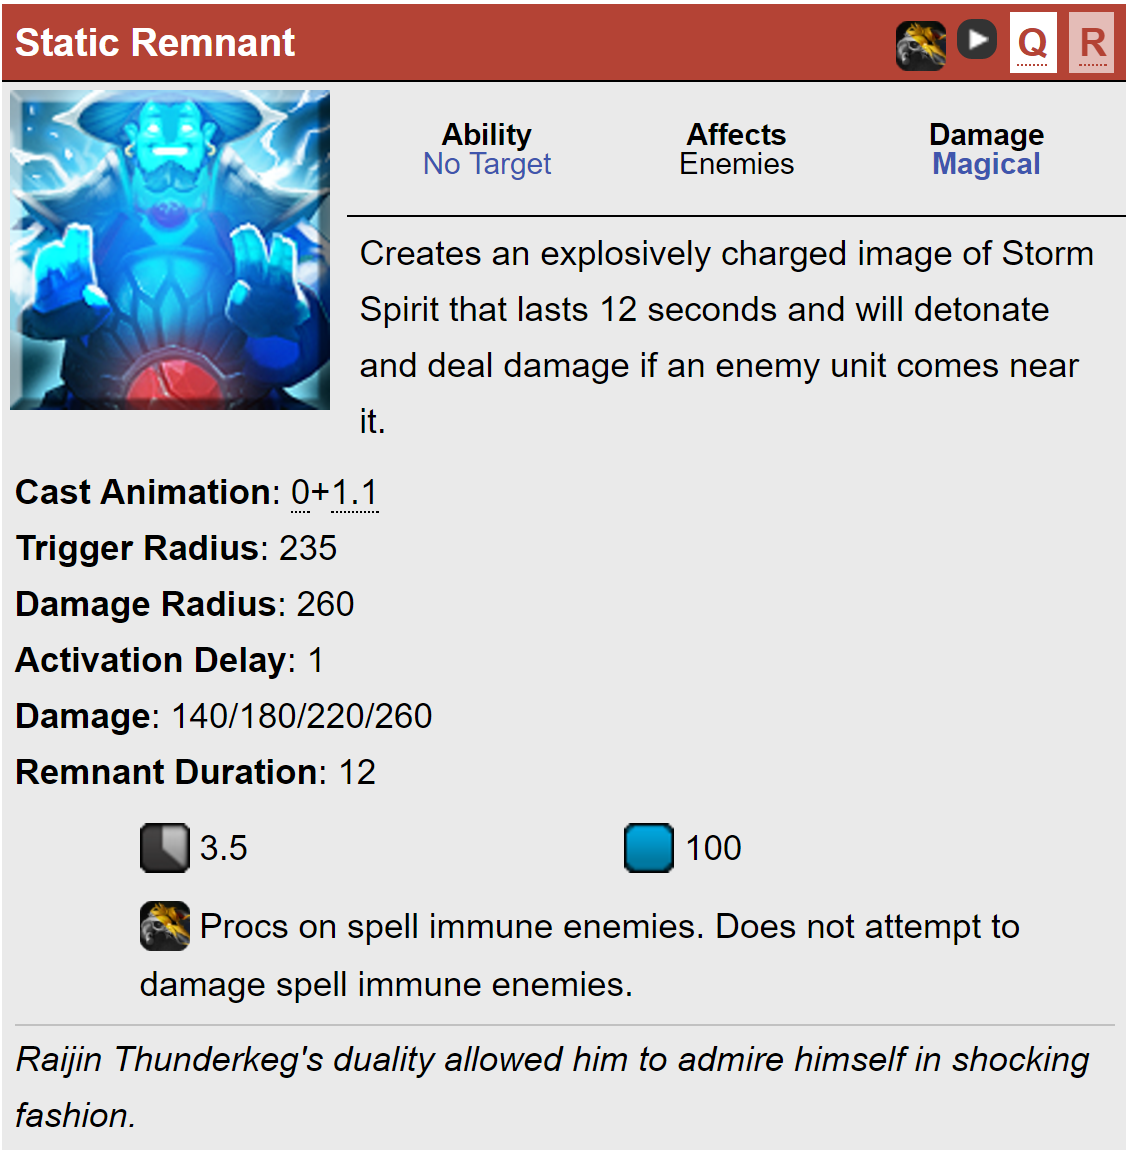 Static Remnant Q R
Ability Affects Damage
No Target Enemies Magical
Creates an explosively charged image of Storm
Spirit that lasts 12 seconds and will detonate
and deal damage if an enemy unit comes near
it.
Cast Animation: 0+1.1
Trigger Radius: 235
Damage Radius: 260
Activation Delay: 1
Damage: 140/180/220/260
Remnant Duration: 12
3.5 100
Procs on spell immune enemies. Does not attempt to
damage spell immune enemies.
Raijin Thunderkeg's duality allowed him to admire himself in shocking
fashion.